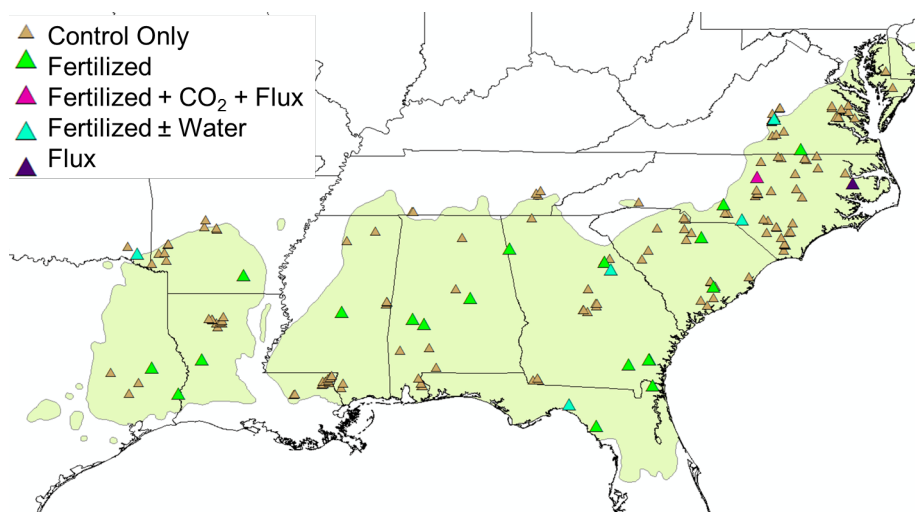 Control Only
Fertilized
Fertilized + CO₂ + Flux
Fertilized ± Water
Flux